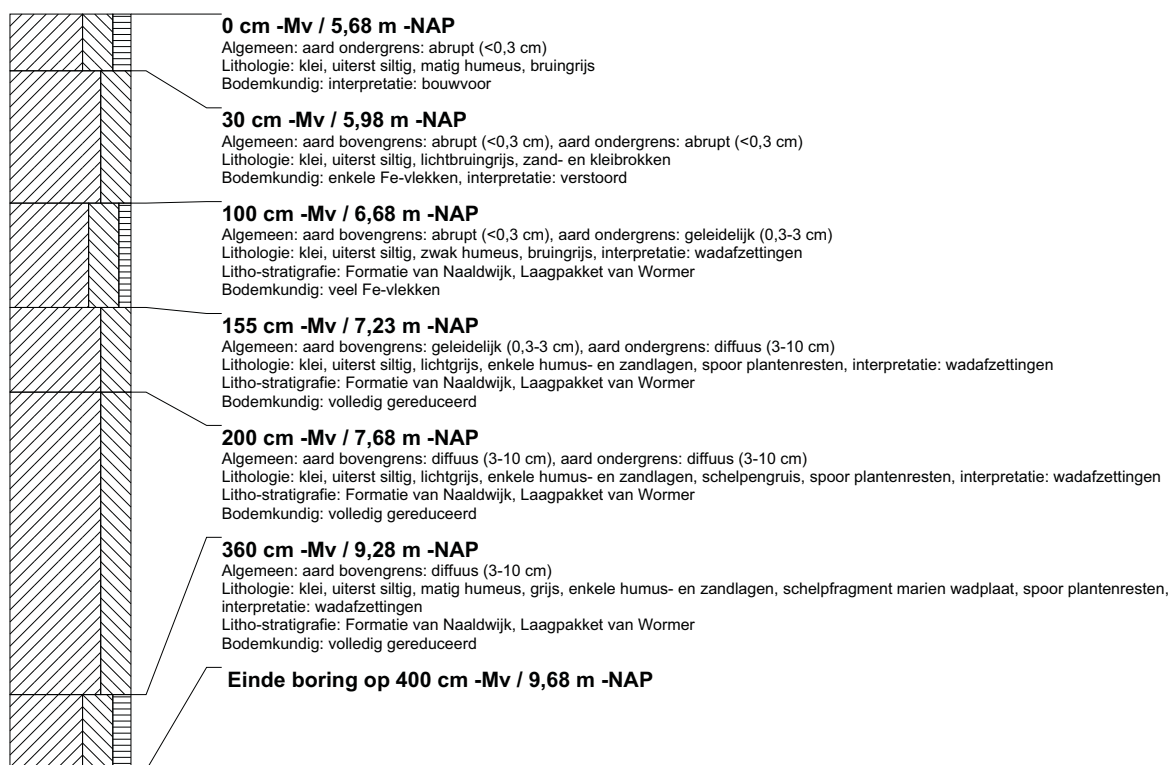 0 cm -Mv / 5,68 m -NAP
Algemeen: aard ondergrens: abrupt (<0,3 cm)
Lithologie: klei, uiterst siltig, matig humeus, bruingrijs
Bodemkundig: interpretatie: bouwvoor
30 cm -Mv / 5,98 m -NAP
Algemeen: aard bovengrens: abrupt (<0,3 cm), aard ondergrens: abrupt (<0,3 cm)
Lithologie: klei, uiterst siltig, lichtbruingrijs, zand- en kleibrokken
Bodemkundig: enkele Fe-vlekken, interpretatie: verstoord
100 cm -Mv / 6,68 m -NAP
Algemeen: aard bovengrens: abrupt (<0,3 cm), aard ondergrens: geleidelijk (0,3-3 cm)
Lithologie: klei, uiterst siltig, zwak humeus, bruingrijs, interpretatie: wadafzettingen
Litho-stratigrafie: Formatie van Naaldwijk, Laagpakket van Wormer
Bodemkundig: veel Fe-vlekken
155 cm -Mv / 7,23 m -NAP
Algemeen: aard bovengrens: geleidelijk (0,3-3 cm), aard ondergrens: diffuus (3-10 cm)
Lithologie: klei, uiterst siltig, lichtgrijs, enkele humus- en zandlagen, spoor plantenresten, interpretatie: wadafzettingen
Litho-stratigrafie: Formatie van Naaldwijk, Laagpakket van Wormer
Bodemkundig: volledig gereduceerd
200 cm -Mv / 7,68 m -NAP
Algemeen: aard bovengrens: diffuus (3-10 cm), aard ondergrens: diffuus (3-10 cm)
Lithologie: klei, uiterst siltig, lichtgrijs, enkele humus- en zandlagen, schelpengruis, spoor plantenresten, interpretatie: wadafzettingen
Litho-stratigrafie: Formatie van Naaldwijk, Laagpakket van Wormer
Bodemkundig: volledig gereduceerd
360 cm -Mv / 9,28 m -NAP
Algemeen: aard bovengrens: diffuus (3-10 cm)
Lithologie: klei, uiterst siltig, matig humeus, grijs, enkele humus- en zandlagen, schelpfragment marien wadplaat, spoor plantenresten,
interpretatie: wadafzettingen
Litho-stratigrafie: Formatie van Naaldwijk, Laagpakket van Wormer
Bodemkundig: volledig gereduceerd
Einde boring op 400 cm -Mv / 9,68 m -NAP